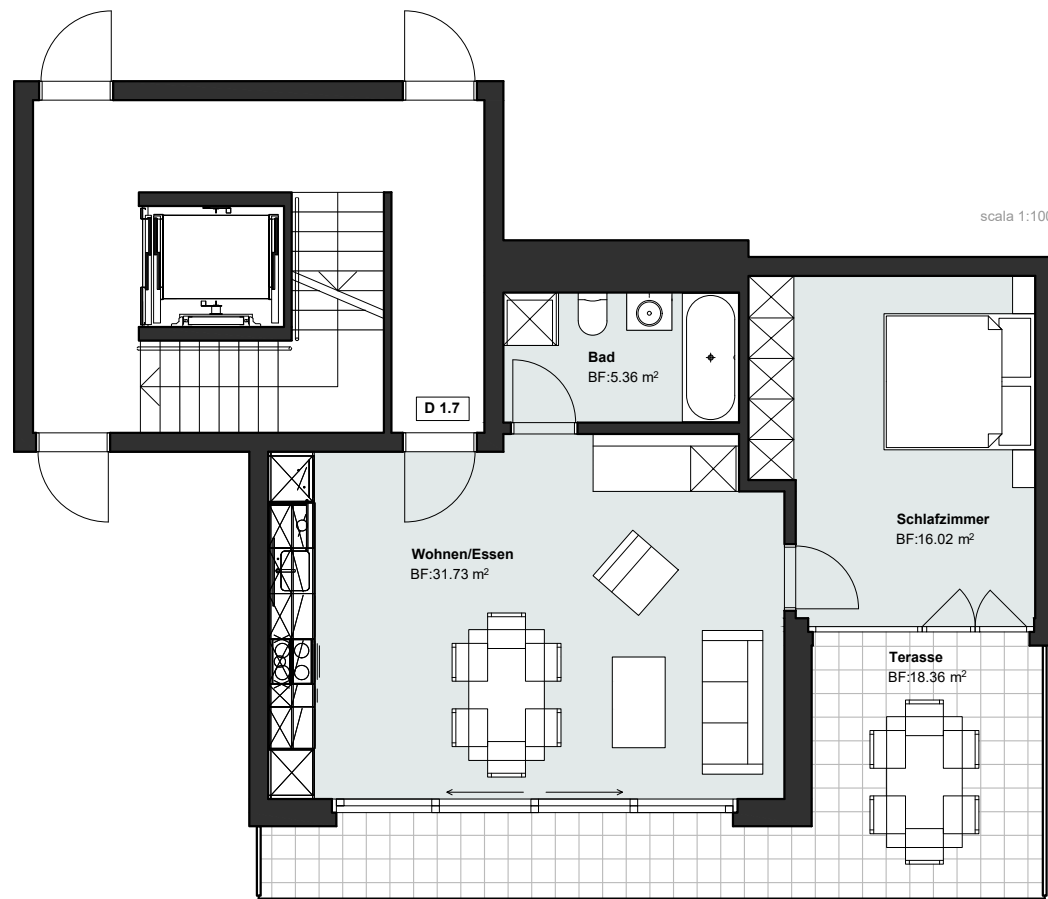 scala 1:100
Bad
BF:5.36 m²
D 1.7
Schlafzimmer
BF:16.02 m²
Wohnen/Essen
BF:31.73 m²
Terasse
BF:18.36 m²